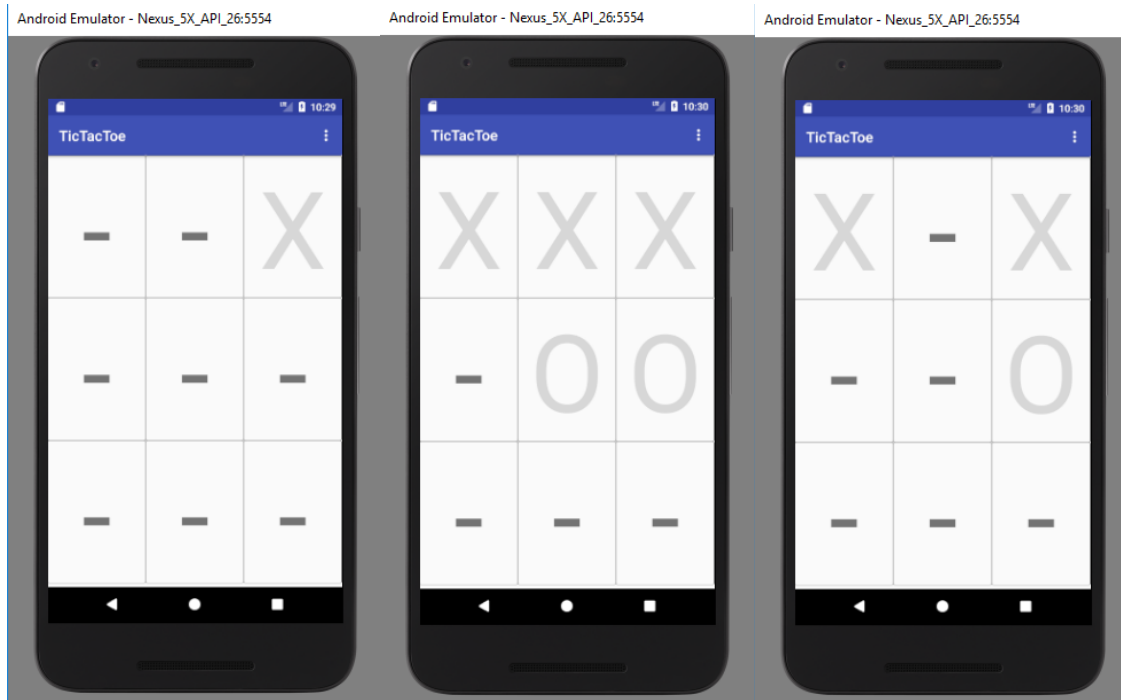 Android Emulator - Nexus_5X_API_26:5554
10:29
TicTacToe
- - X
- - -
- - -
Android Emulator - Nexus_5X_API_26:5554
10:30
TicTacToe
X X X
- O O
- - -
Android Emulator - Nexus_5X_API_26:5554
10:30
TicTacToe
X - X
- - O
- - -